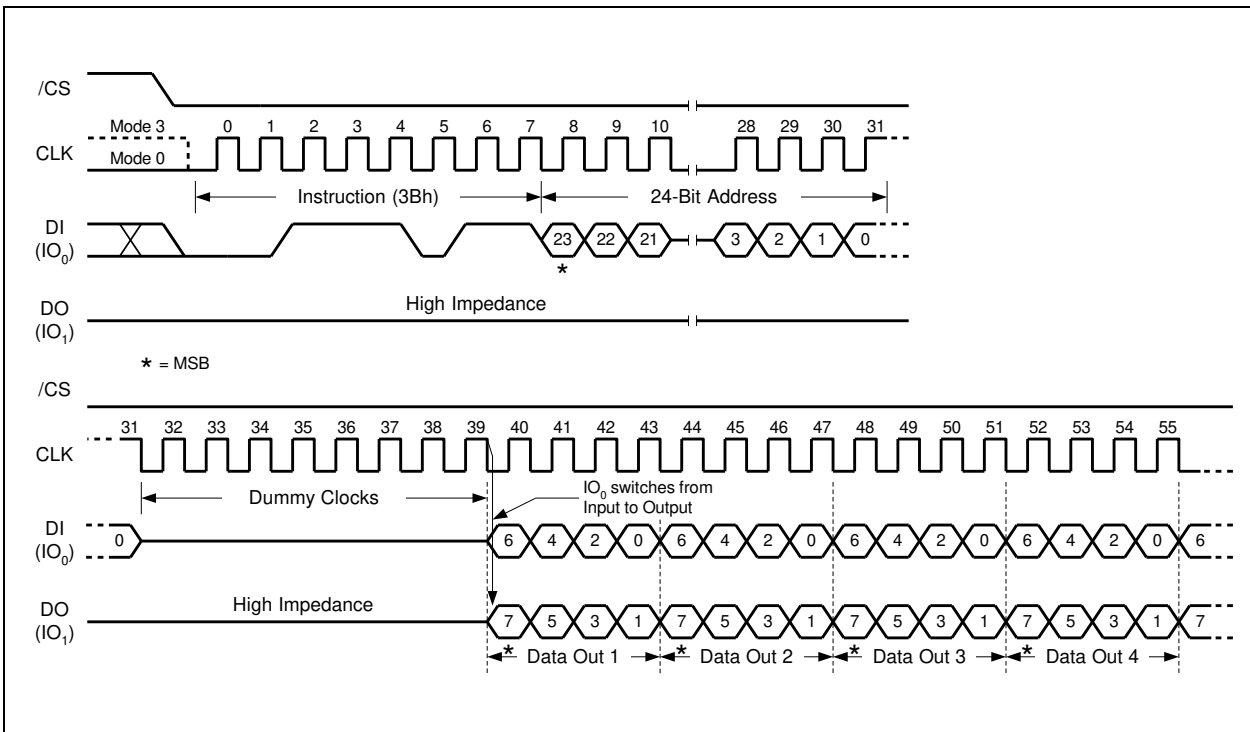 /CS
Mode 3 0 1 2 3 4 5 6 7 8 9 10 28 29 30 31
CLK
Mode 0
Instruction (3Bh) 24-Bit Address
DI
(IO0)
23 22 21 3 2 1 0
*
High Impedance
DO
(IO1)
* = MSB
/CS
31 32 33 34 35 36 37 38 39 40 41 42 43 44 45 46 47 48 49 50 51 52 53 54 55
CLK
Dummy Clocks
IO0 switches from
Input to Output
DI
(IO0)
0 6 4 2 0 6 4 2 0 6 4 2 0 6 4 2 0 6
High Impedance
DO
(IO1)
7 5 3 1 7 5 3 1 7 5 3 1 7 5 3 1 7
* Data Out 1 * Data Out 2 * Data Out 3 * Data Out 4